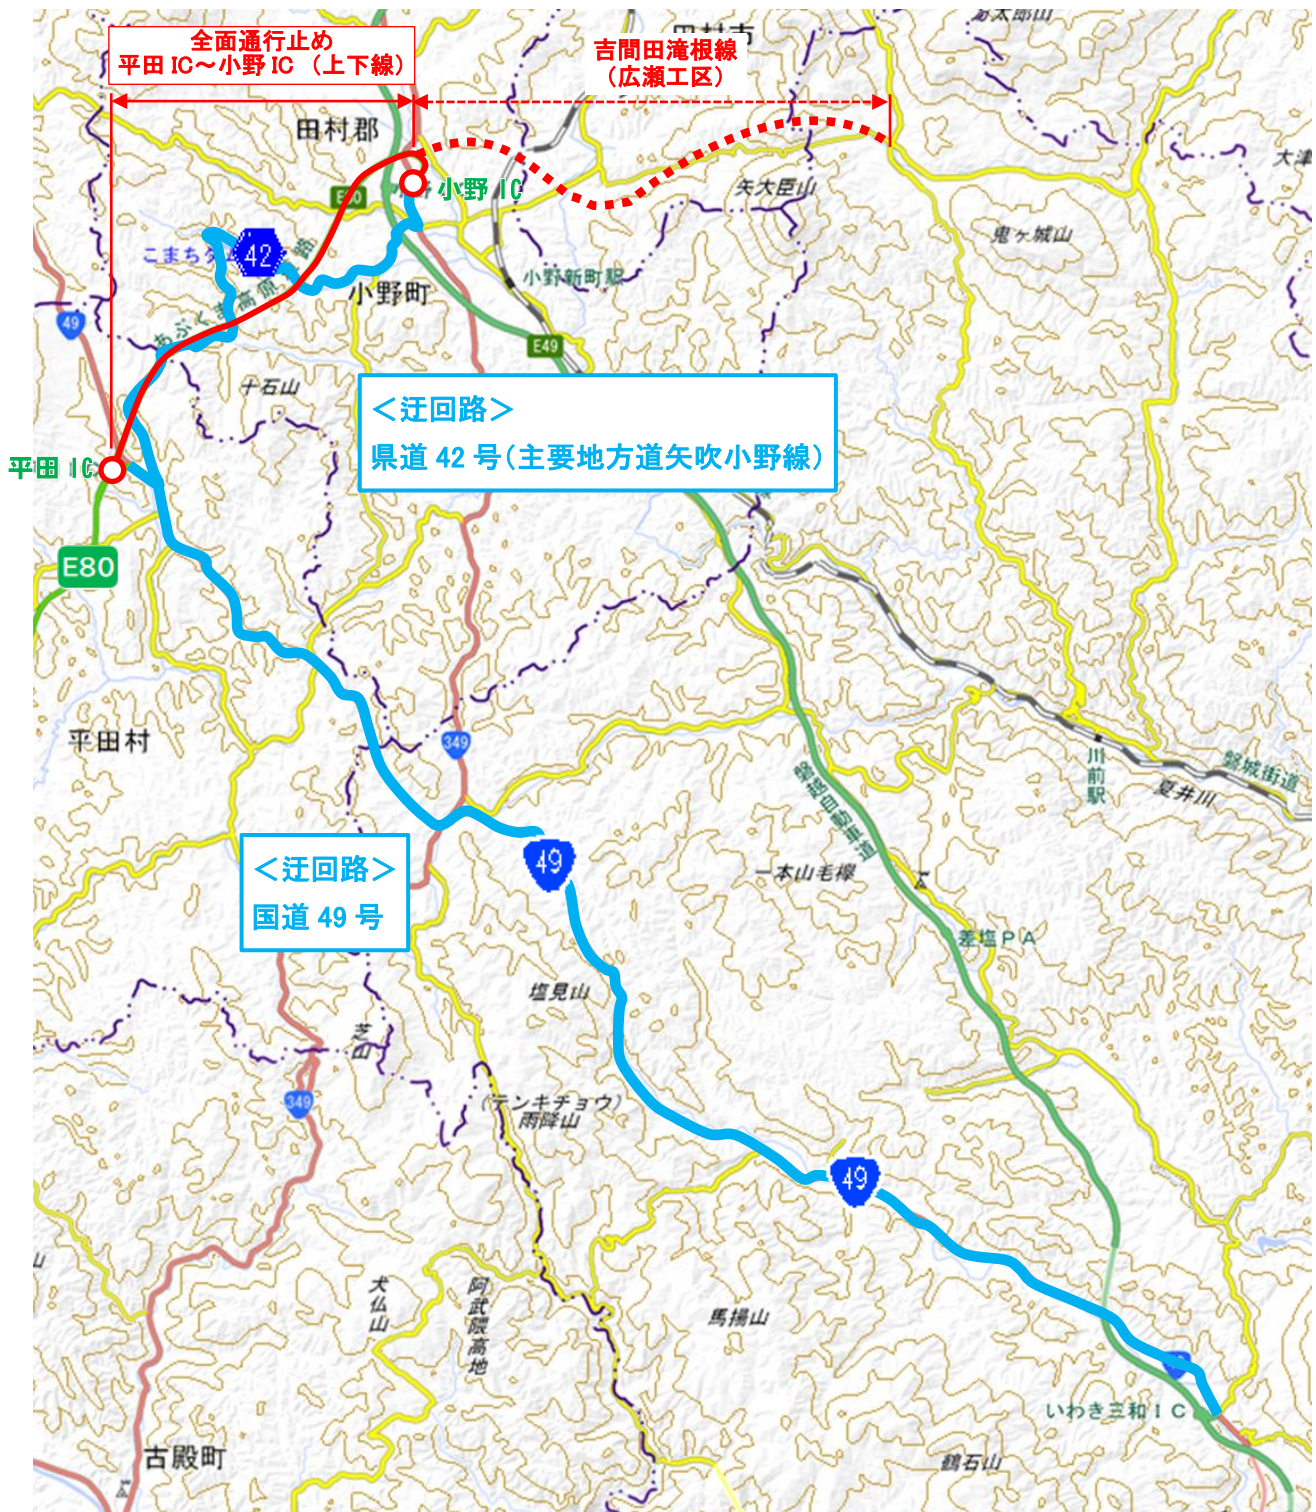 全面通行止め
平田 IC～小野 IC （上下線）
吉間田滝根線
（広瀬工区）
田村郡
小野 IC
矢大臣山
鬼ヶ城山
42
小野町
小野新町駅
49
E49
十石山
＜迂回路＞
県道 42 号（主要地方道矢吹小野線）
平田 IC
E80
平田村
349
川前駅
磐城街道
夏井川
磐越自動車道
＜迂回路＞
国道 49 号
49
一本山毛欅
差塩ＰＡ
塩見山
芝山
349
（テンキチョウ）
雨降山
49
犬仏山
阿武隈高地
馬揚山
いわき三和ＩＣ
古殿町
鶴石山